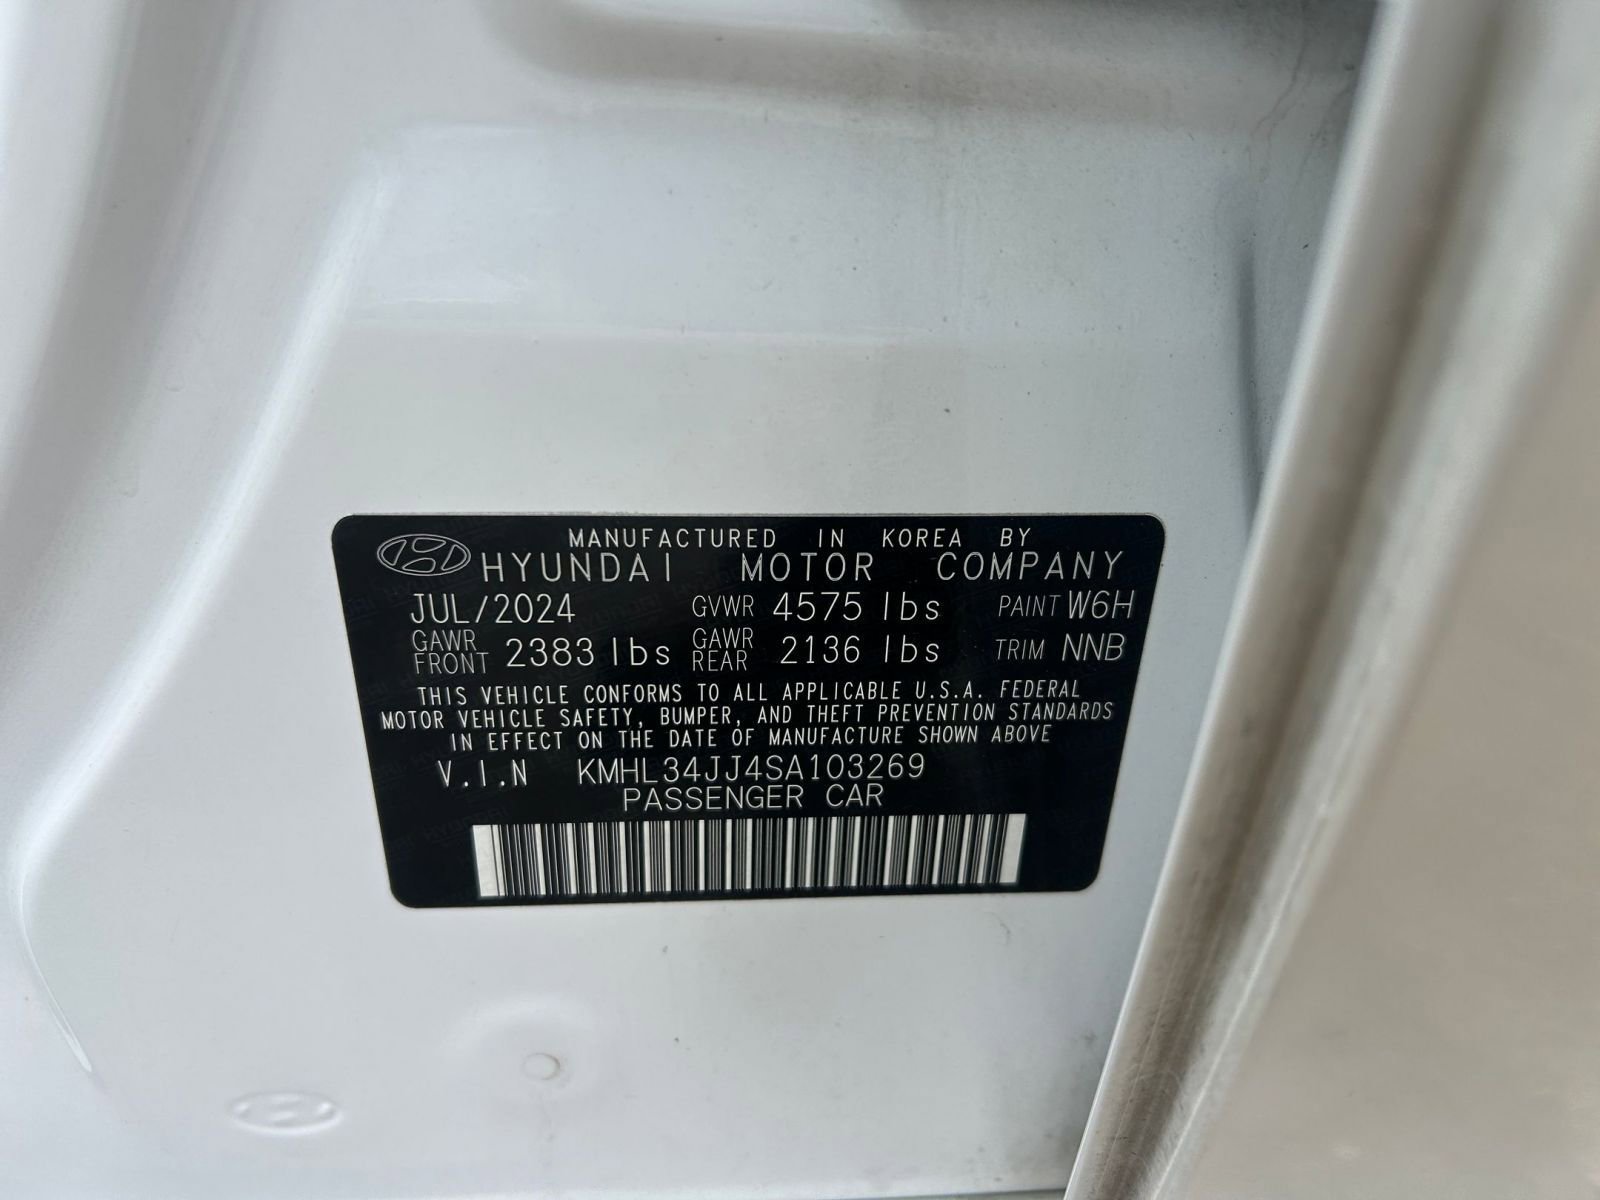 MANUFACTURED IN KOREA BY
HYUNDAI MOTOR COMPANY
JUL/2024 GVWR 4575 lbs PAINT W6H
GAWR FRONT 2383 lbs GAWR REAR 2136 lbs TRIM NNB
THIS VEHICLE CONFORMS TO ALL APPLICABLE U.S.A. FEDERAL
MOTOR VEHICLE SAFETY, BUMPER, AND THEFT PREVENTION STANDARDS
IN EFFECT ON THE DATE OF MANUFACTURE SHOWN ABOVE
V.I.N KMHL34JJ4SA103269
PASSENGER CAR